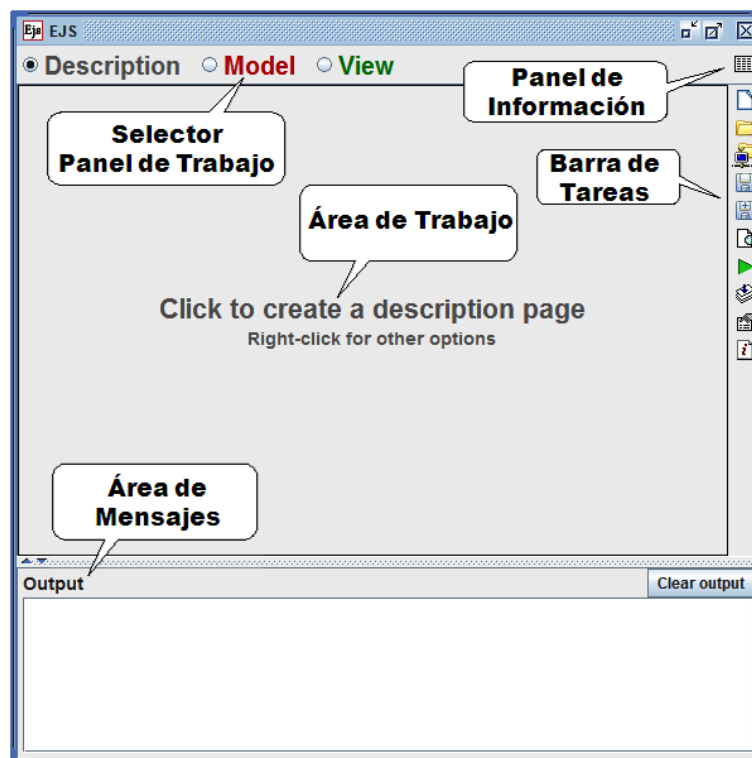 Ejs EJS
Description Model View
Panel de
Información
Selector
Panel de Trabajo
Barra de
Tareas
Área de Trabajo
Click to create a description page
Right-click for other options
Área de
Mensajes
Output
Clear output